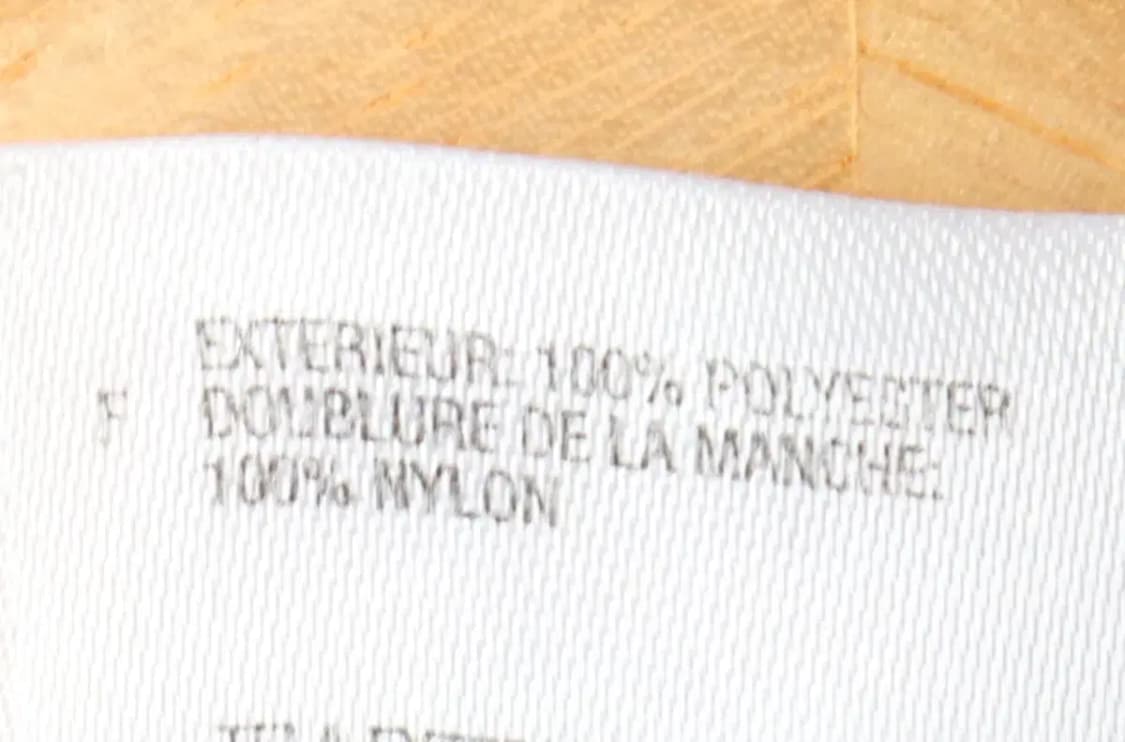 EXTERIEUR: 100% POLYESTER
F DOUBLURE DE LA MANCHE:
100% NYLON